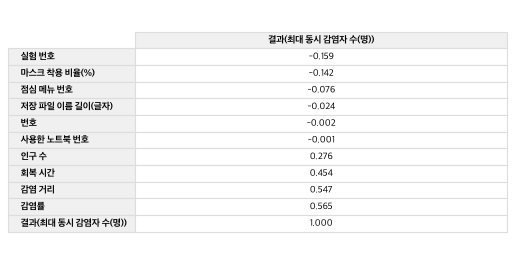 결과(최대 동시 감염자 수(명))
실험 번호 -0.159
마스크 착용 비율(%) -0.142
점심 메뉴 번호 -0.076
저장 파일 이름 길이(글자) -0.024
번호 -0.002
사용한 노트북 번호 -0.001
인구 수 0.276
회복 시간 0.454
감염 거리 0.547
감염률 0.565
결과(최대 동시 감염자 수(명)) 1.000